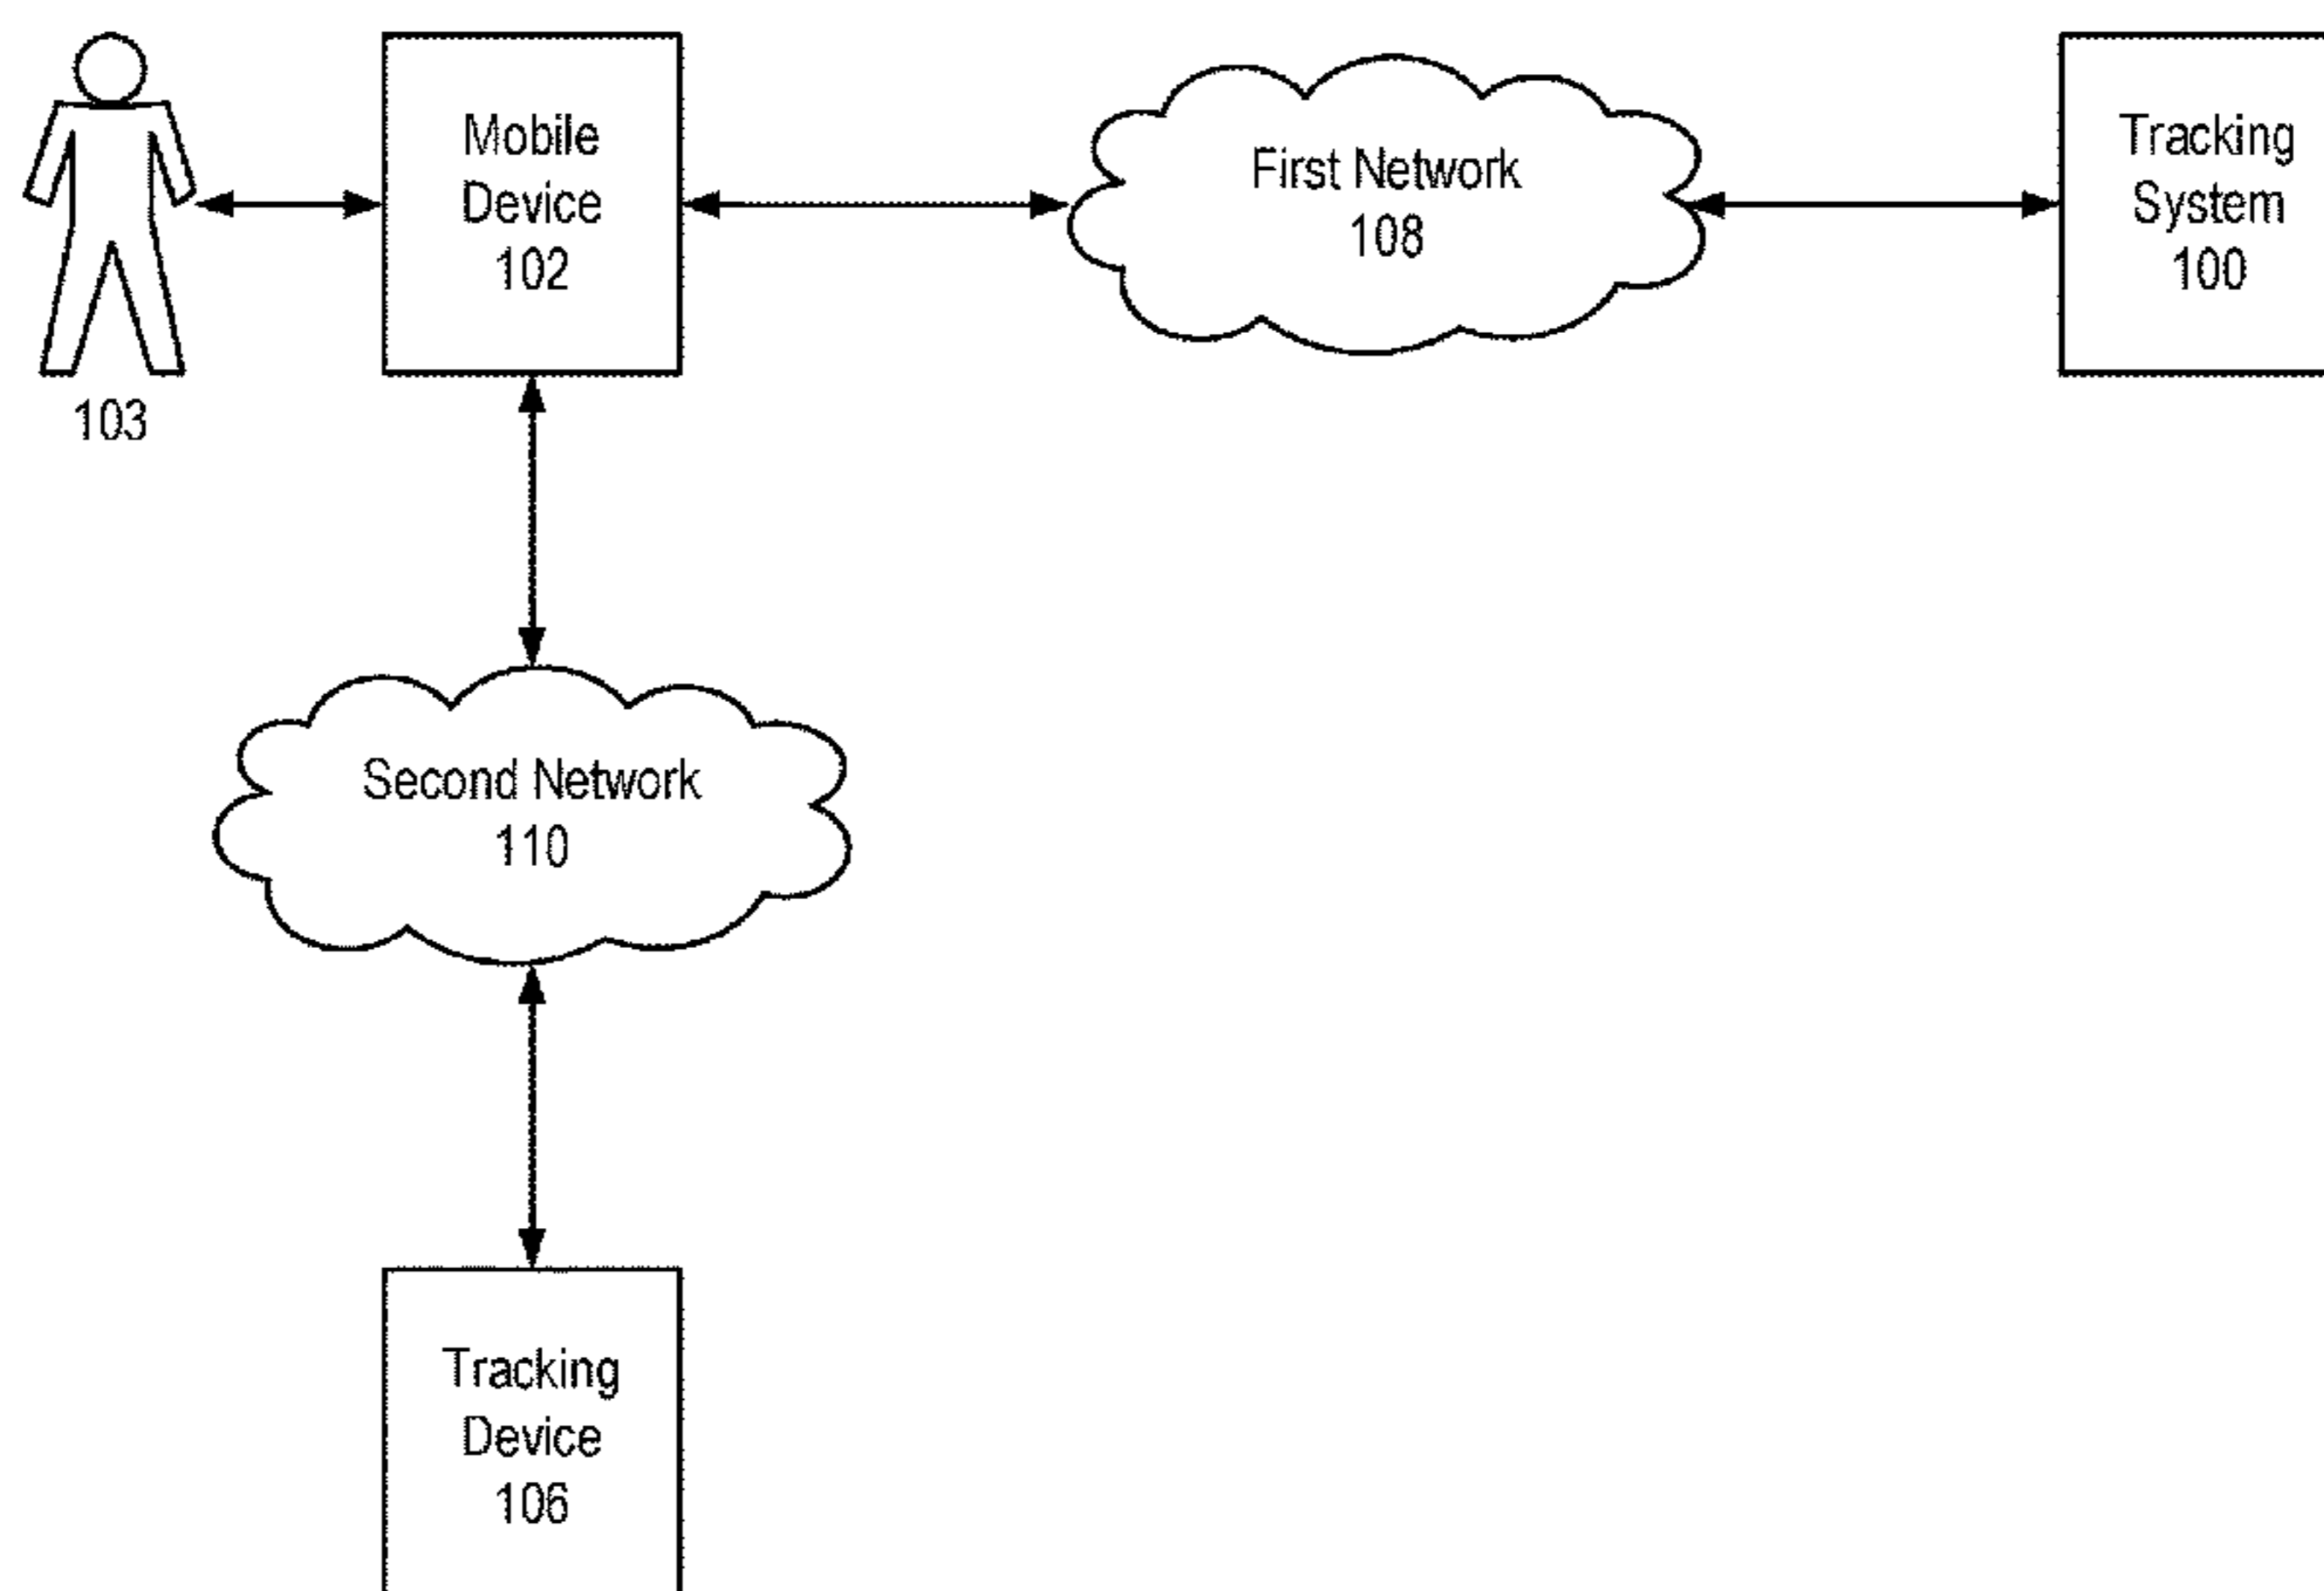 Mobile
Device
102
First Network
108
Tracking
System
100
103
Second Network
110
Tracking
Device
106